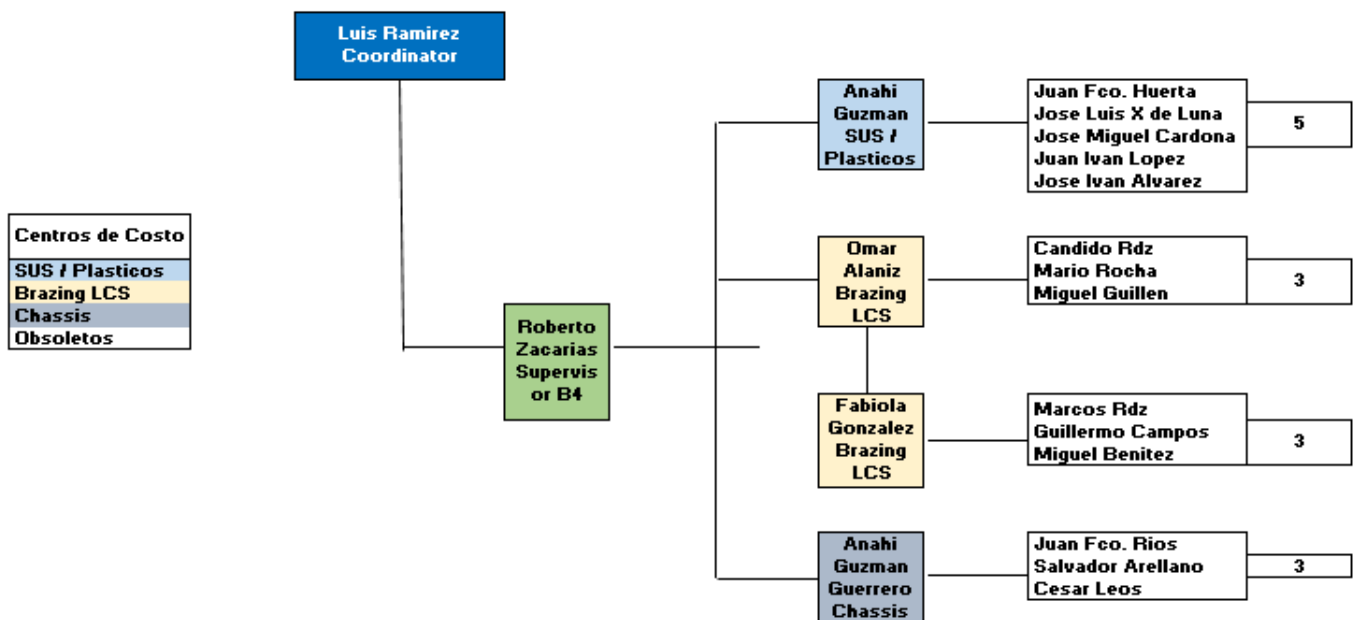 Luis Ramirez
Coordinator
Anahi
Guzman
SUS /
Plasticos
Juan Fco. Huerta
Jose Luis X de Luna
Jose Miguel Cardona
Juan Ivan Lopez
Jose Ivan Alvarez
5
Centros de Costo
SUS / Plasticos
Brazing LCS
Chassis
Obsoletos
Omar
Alaniz
Brazing
LCS
Candido Rdz
Mario Rocha
Miguel Guillen
3
Roberto
Zacarias
Supervis
or B4
Fabiola
Gonzalez
Brazing
LCS
Marcos Rdz
Guillermo Campos
Miguel Benitez
3
Anahi
Guzman
Guerrero
Chassis
Juan Fco. Rios
Salvador Arellano
Cesar Leos
3